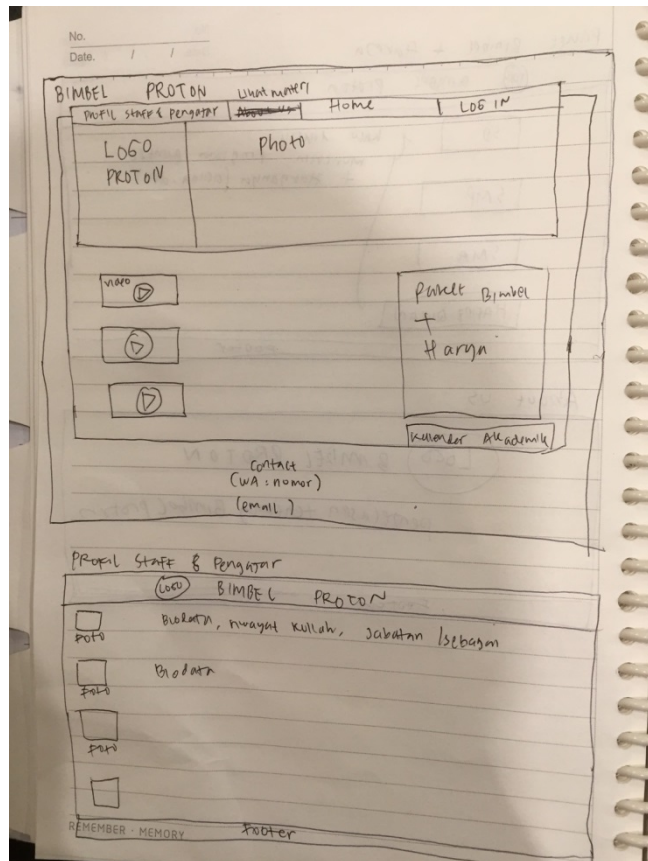 No.
Date. / /
BIMBEL PROTON
Profil staff & pengajar About Us Home LOG IN
LOGO
PROTON
photo
video
Paket Bimbel
+
Harga
Kalender Akademik
Contact
(WA : nomor)
(email)
Profil Staff & Pengajar
LOGO BIMBEL PROTON
Biodata, riwayat kuliah, Jabatan /sebagai
Foto
Biodata
Foto
Foto
REMEMBER · MEMORY
Footer